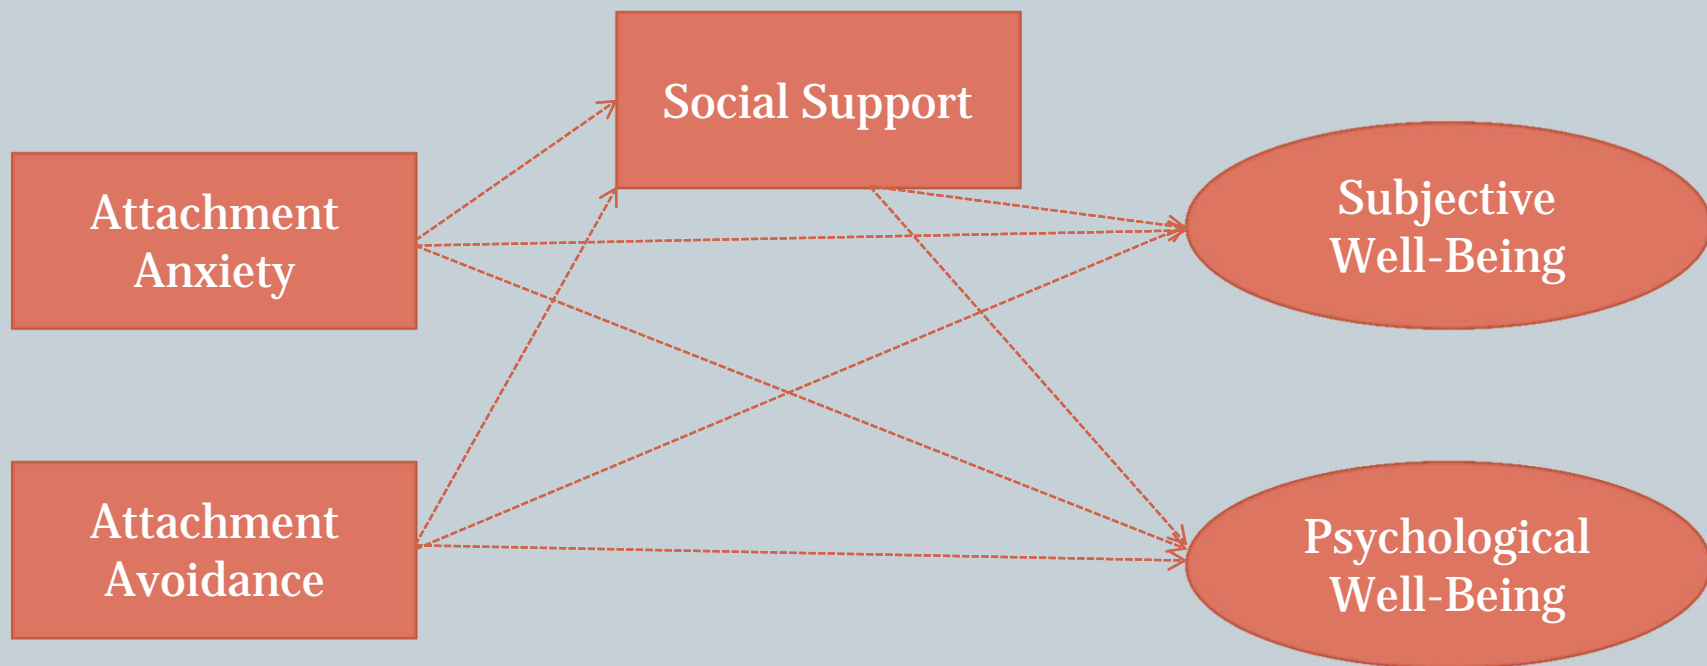 Social Support
Attachment
Anxiety
Subjective
Well-Being
Attachment
Avoidance
Psychological
Well-Being